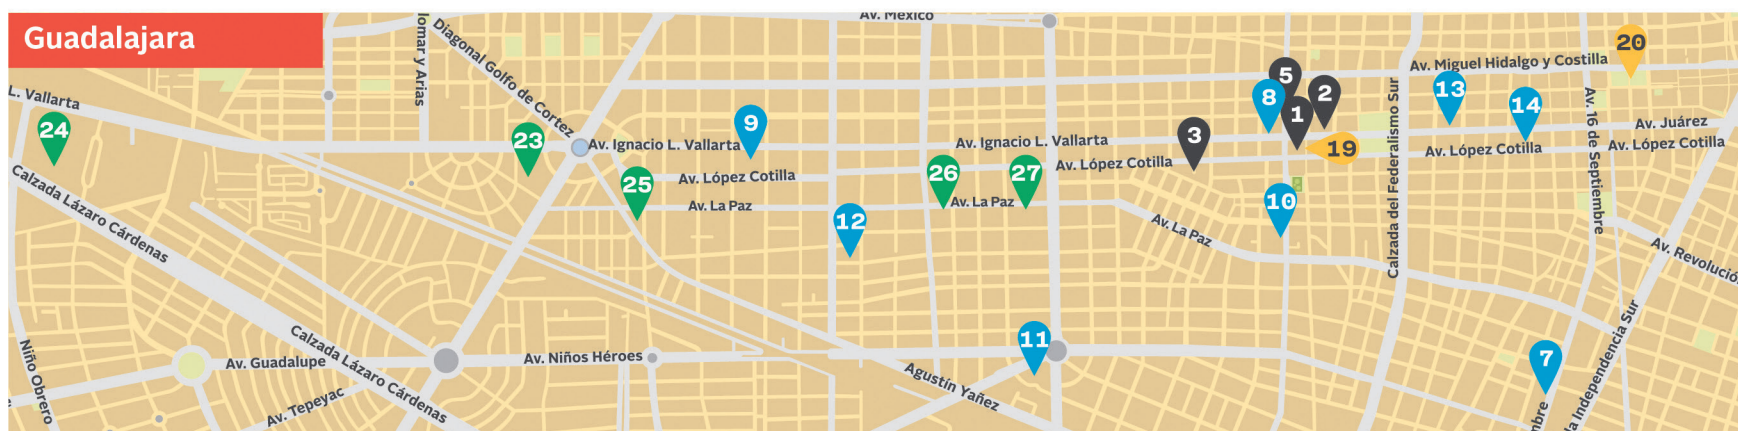 Guadalajara
Av. México
lomar y Arias
Diagonal Golfo de Cortez
L. Vallarta
24
23
Av. Ignacio L. Vallarta
9
25
Av. López Cotilla
Av. La Paz
12
26
27
Av. Ignacio L. Vallarta
Av. López Cotilla
Av. La Paz
3
5
8
1
2
19
10
Av. La Paz
Calzada del Federalismo Sur
Av. Miguel Hidalgo y Costilla
20
13
14
Av. Juárez
Av. López Cotilla
Av. López Cotilla
Av. 16 de Septiembre
Av. Revolució
Calzada Lázaro Cárdenas
Calzada Lázaro Cárdenas
Niño Obrero
Av. Guadalupe
Av. Tepeyac
Av. Niños Héroes
Agustín Yañez
11
7
mbre
la Independencia Sur